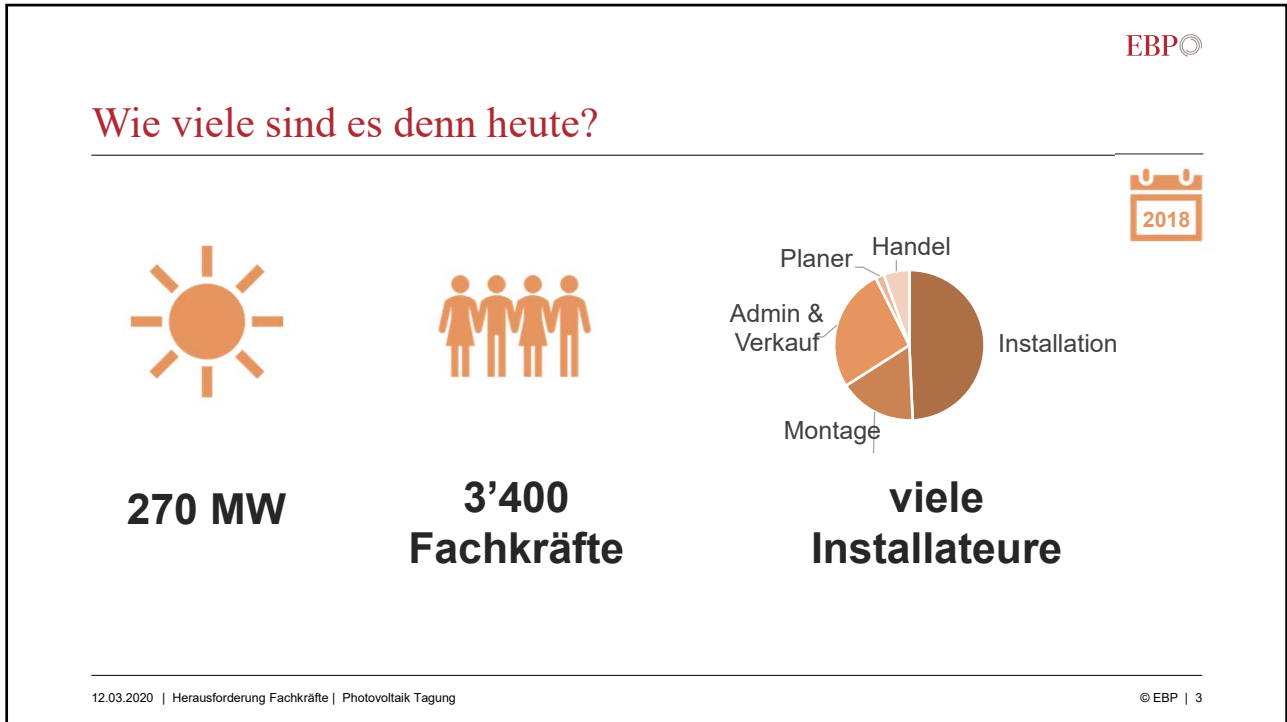 EBP
Wie viele sind es denn heute?
2018
Planer
Handel
Admin &
Verkauf
Installation
Montage
270 MW
3’400
Fachkräfte
viele
Installateure
12.03.2020 | Herausforderung Fachkräfte | Photovoltaik Tagung
© EBP | 3